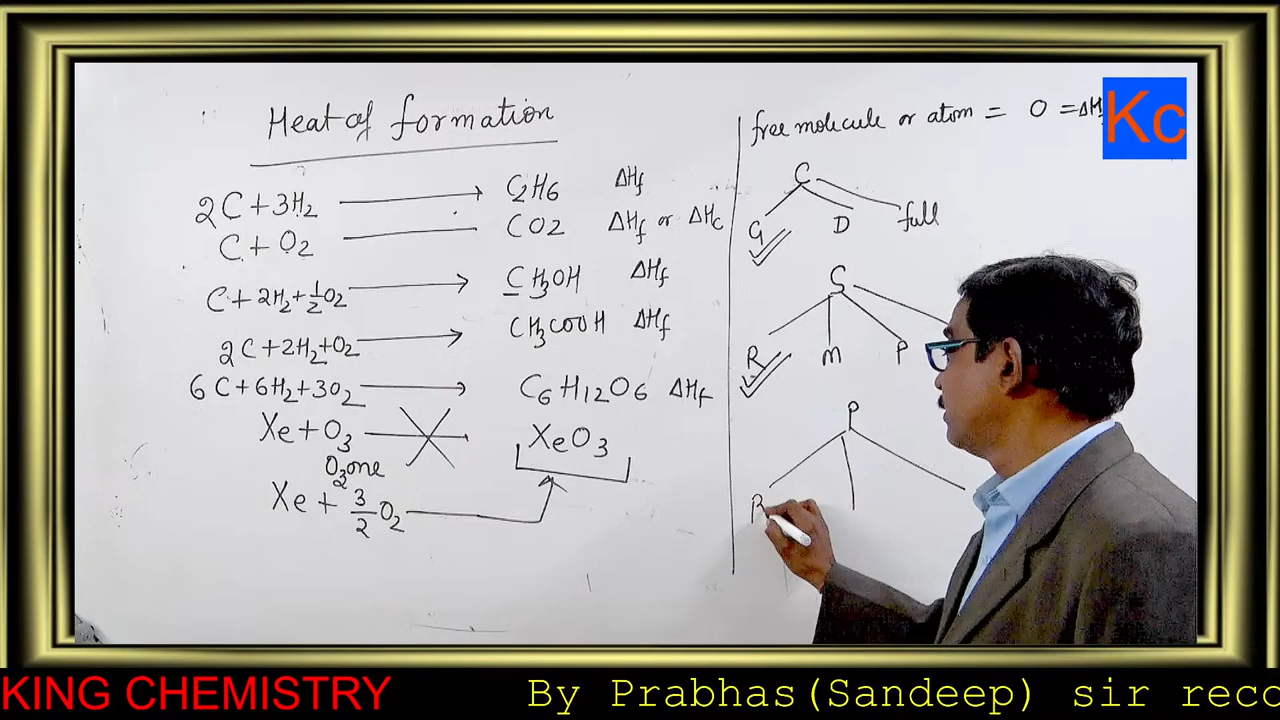 Heat of formation
2C + 3H2 → C2H6 ΔHf
C + O2 — CO2 ΔHf or ΔHc
C + 2H2 + 1/2 O2 → CH3OH ΔHf
2C + 2H2 + O2 → CH3COOH ΔHf
6C + 6H2 + 3O2 → C6H12O6 ΔHf
Xe + O3 XeO3
O3one
Xe + 3/2 O2
free molecule or atom = 0 = ΔH
Kc
C
G D full
S
R M P
P
KING CHEMISTRY By Prabhas(Sandeep) sir reco